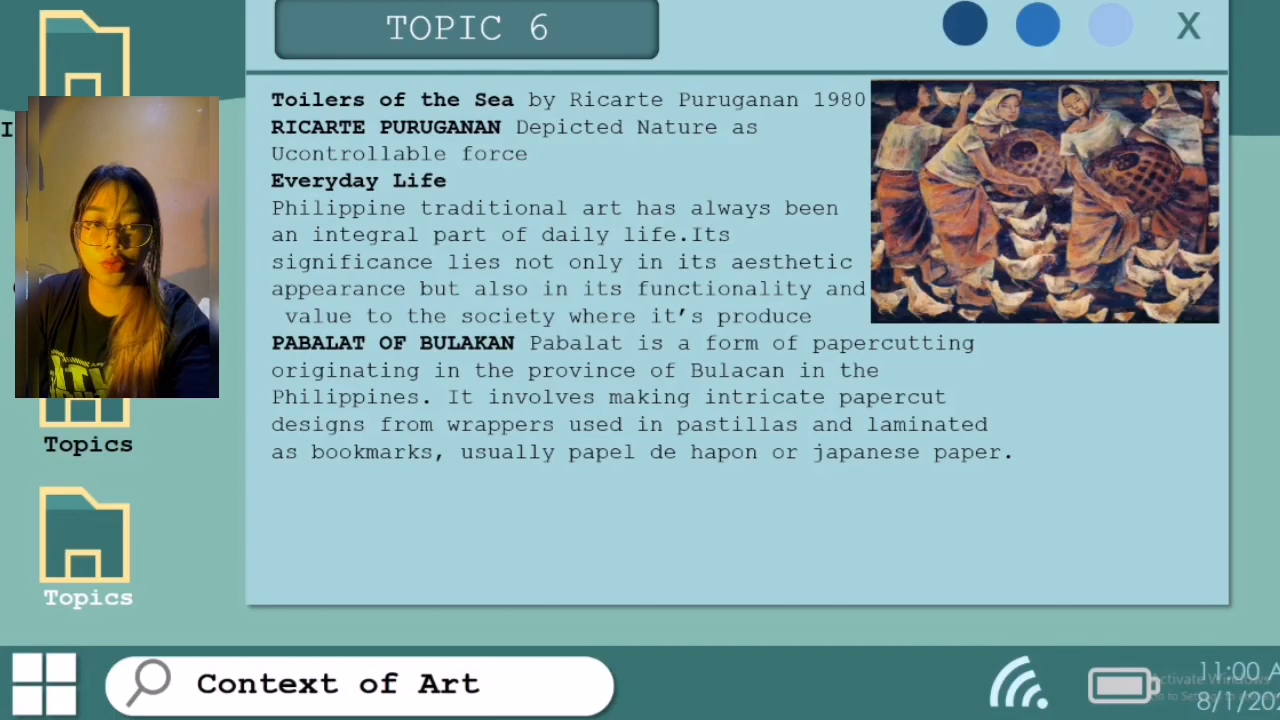 TOPIC 6
X
Toilers of the Sea by Ricarte Puruganan 1980
RICARTE PURUGANAN Depicted Nature as
Ucontrollable force
Everyday Life
Philippine traditional art has always been
an integral part of daily life.Its
significance lies not only in its aesthetic
appearance but also in its functionality and
value to the society where it’s produce
PABALAT OF BULAKAN Pabalat is a form of papercutting
originating in the province of Bulacan in the
Philippines. It involves making intricate papercut
designs from wrappers used in pastillas and laminated
as bookmarks, usually papel de hapon or japanese paper.
I
Topics
Topics
Context of Art
11:00 A
Activate Windows
8/1/202